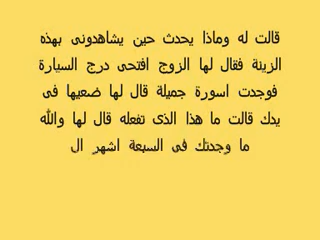 قالت له وماذا يحدث حين يشاهدونى بهذه
الزينة فقال لها الزوج افتحى درج السيارة
فوجدت اسورة جميلة قال لها ضعيها فى
يدك قالت ما هذا الذى تفعله قال لها والله
ما وجدتك فى السبعة اشهر ال